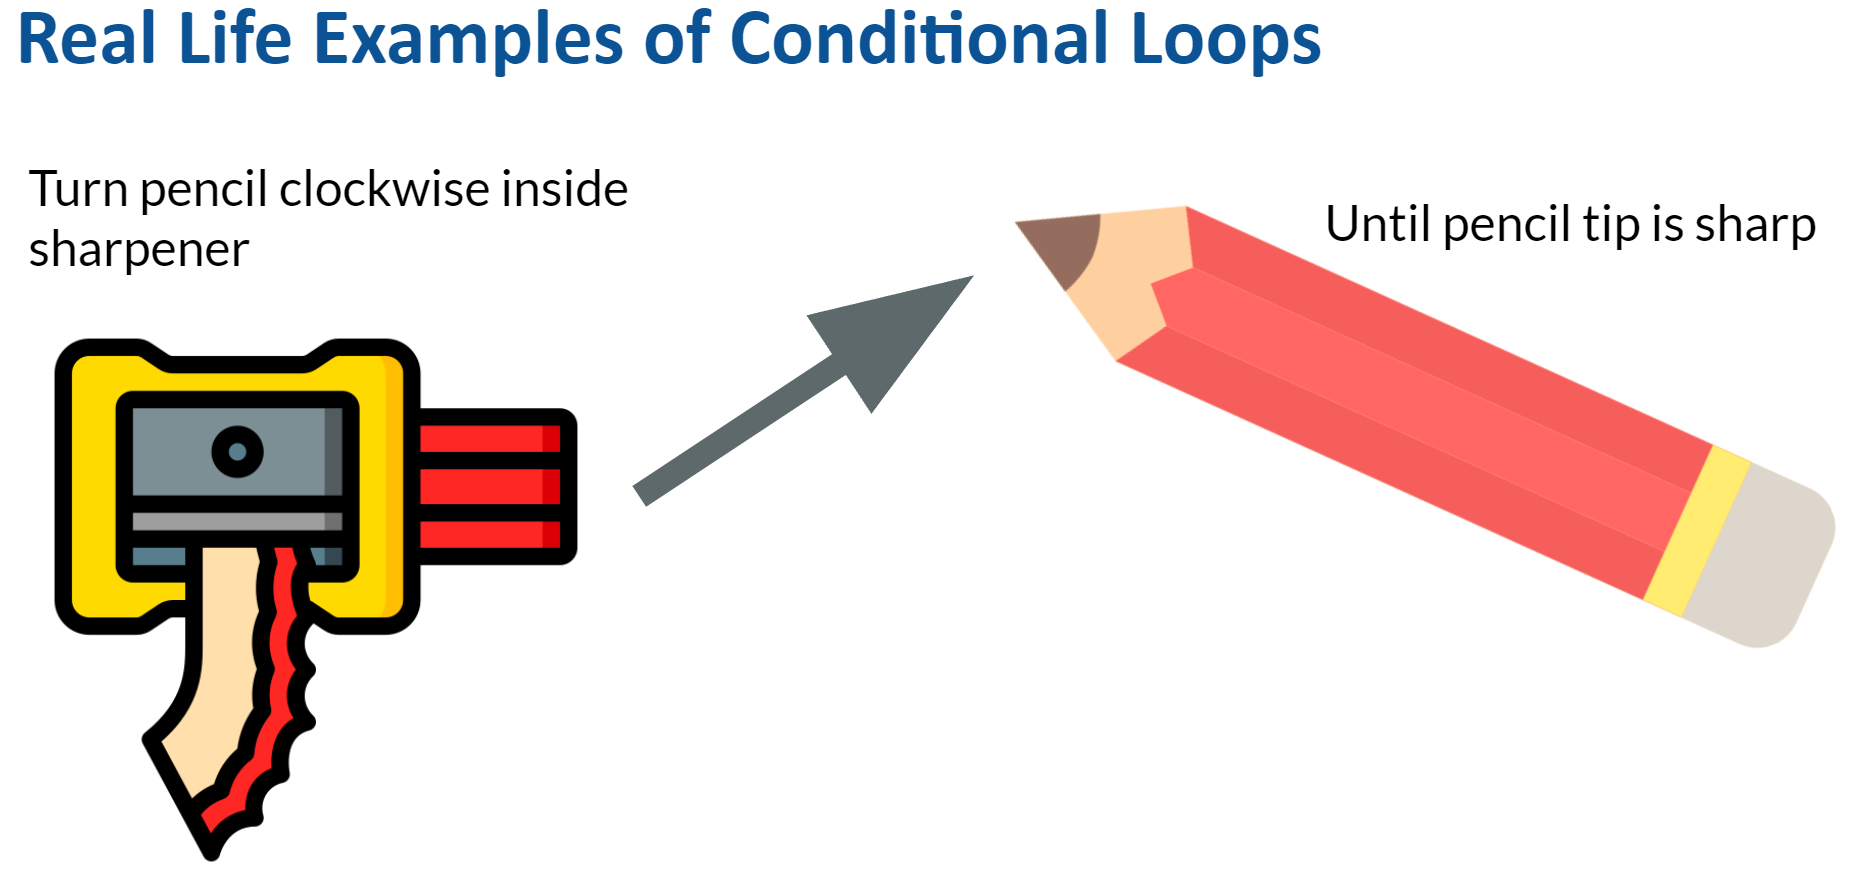 Real Life Examples of Conditional Loops
Turn pencil clockwise inside
sharpener
Until pencil tip is sharp